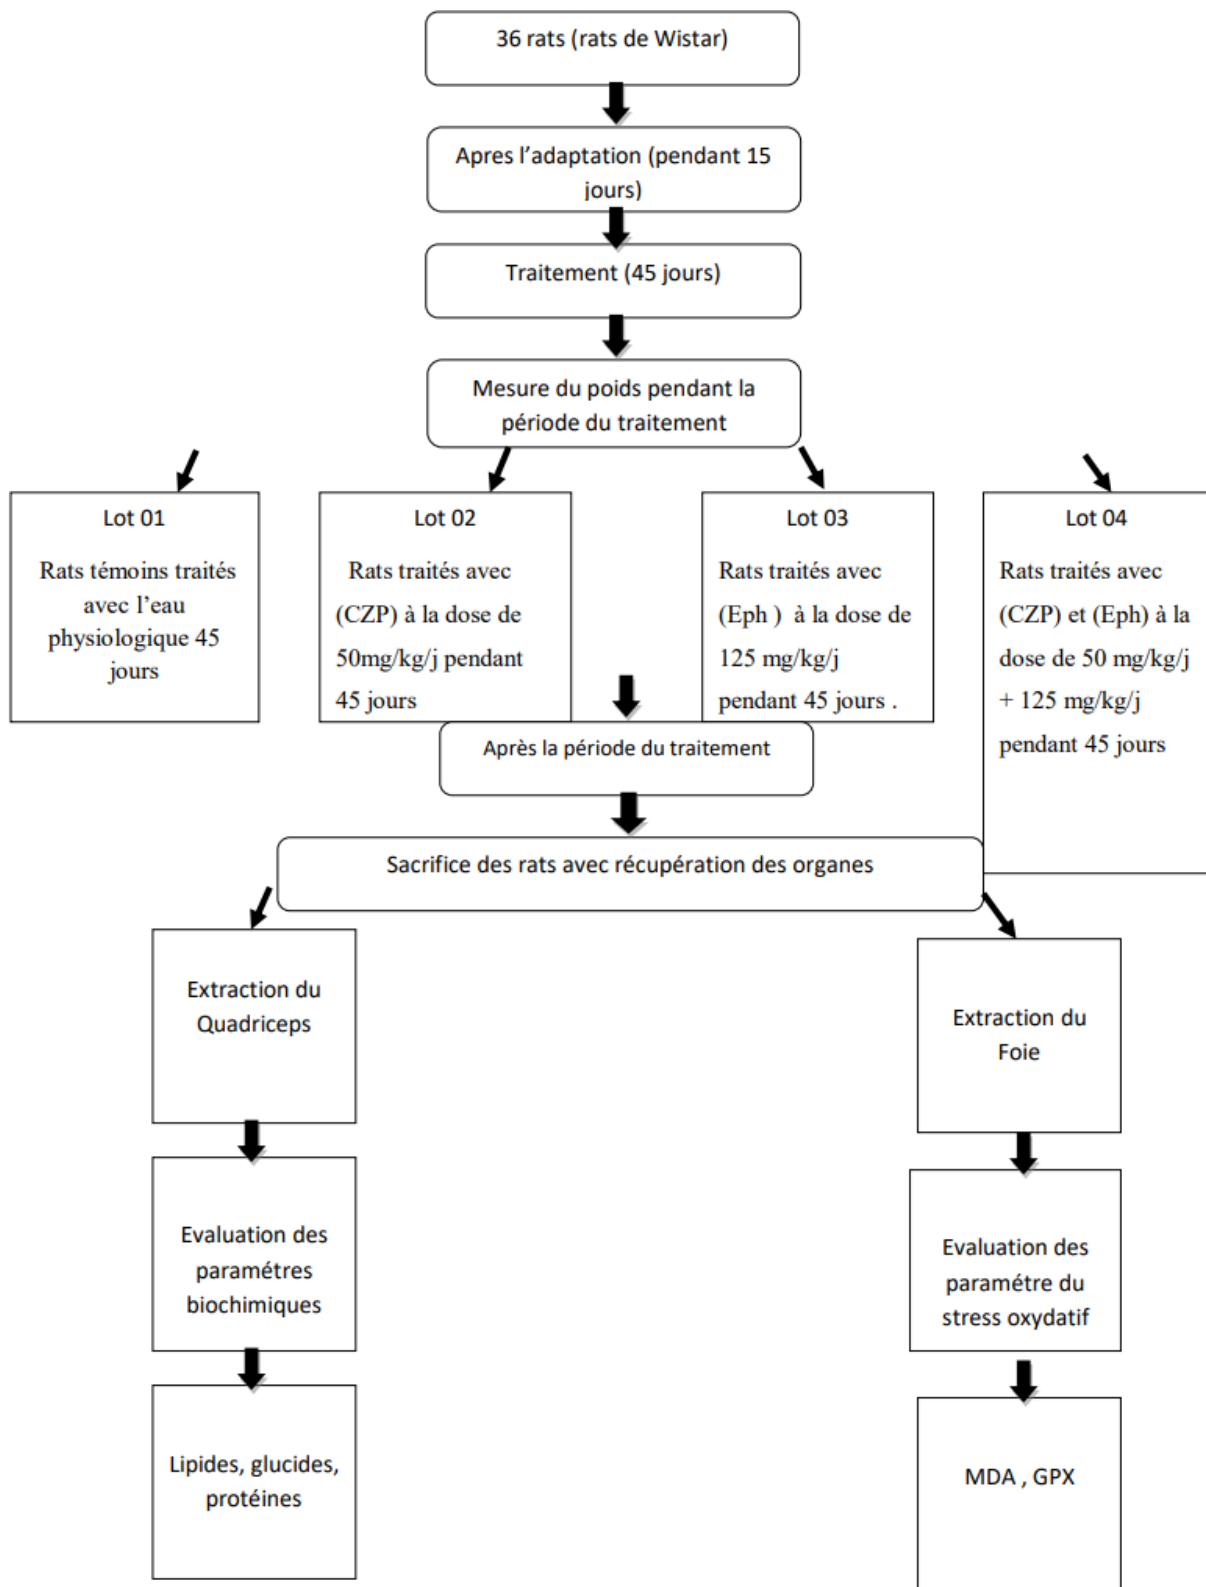 36 rats (rats de Wistar)
Apres l’adaptation (pendant 15
jours)
Traitement (45 jours)
Mesure du poids pendant la
période du traitement
Lot 01
Rats témoins traités
avec l’eau
physiologique 45
jours
Lot 02
Rats traités avec
(CZP) à la dose de
50mg/kg/j pendant
45 jours
Lot 03
Rats traités avec
(Eph ) à la dose de
125 mg/kg/j
pendant 45 jours .
Lot 04
Rats traités avec
(CZP) et (Eph) à la
dose de 50 mg/kg/j
+ 125 mg/kg/j
pendant 45 jours
Après la période du traitement
Sacrifice des rats avec récupération des organes
Extraction du
Quadriceps
Evaluation des
paramétres
biochimiques
Lipides, glucides,
protéines
Extraction du
Foie
Evaluation des
paramétre du
stress oxydatif
MDA , GPX